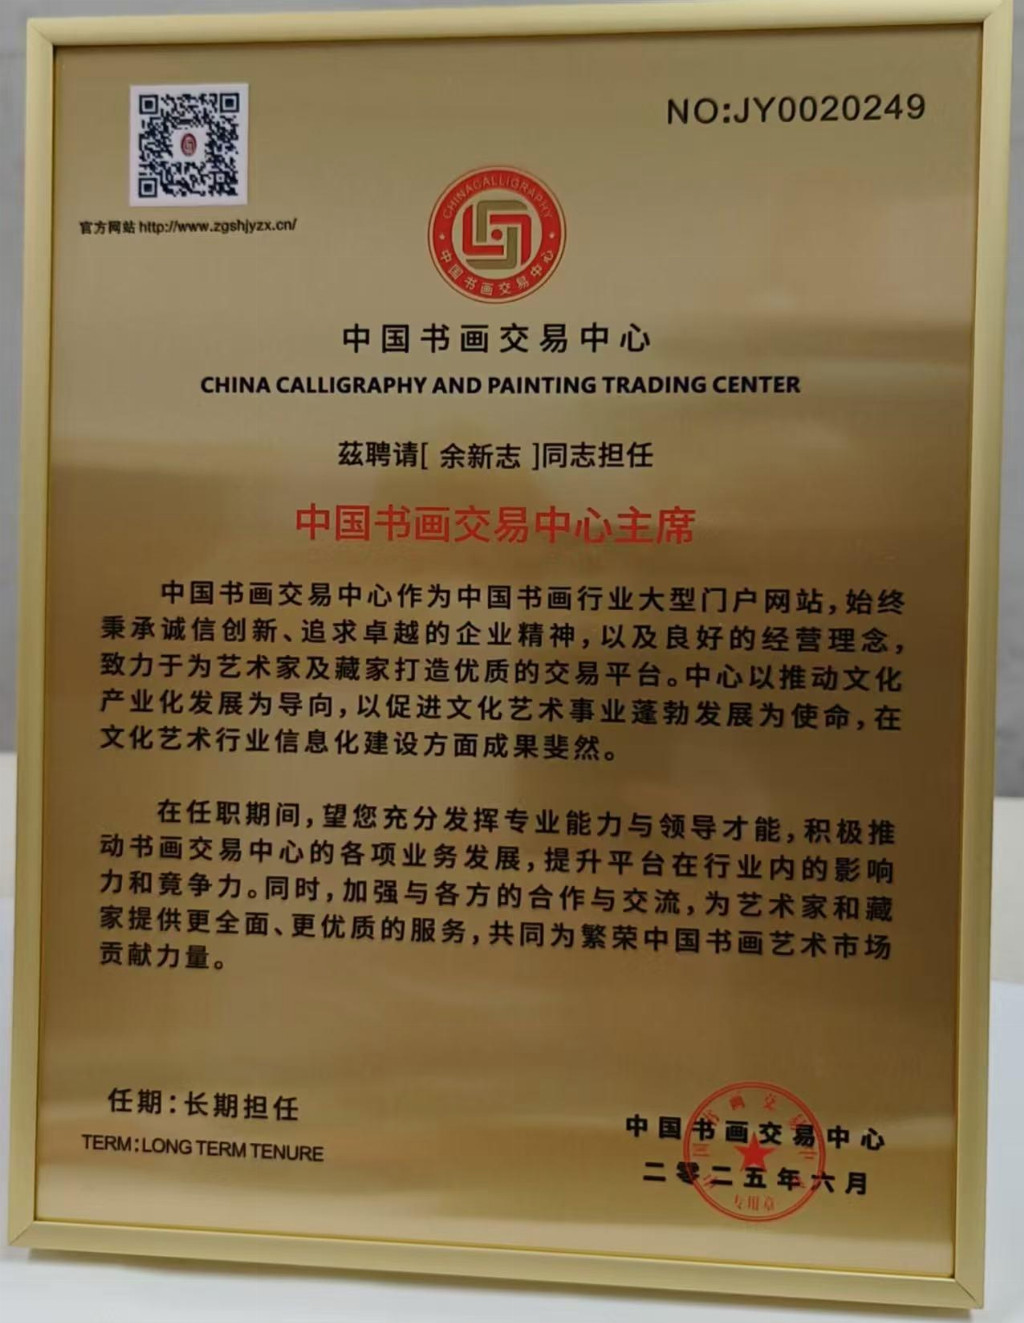 NO:JY0020249
官方网站 http://www.zgshjyzx.cn/
CHINACALLIGRAPHY
中国书画交易中心
中国书画交易中心
CHINA CALLIGRAPHY AND PAINTING TRADING CENTER
兹聘请[ 余新志 ]同志担任
中国书画交易中心主席
中国书画交易中心作为中国书画行业大型门户网站，始终
秉承诚信创新、追求卓越的企业精神，以及良好的经营理念，
致力于为艺术家及藏家打造优质的交易平台。中心以推动文化
产业化发展为导向，以促进文化艺术事业蓬勃发展为使命，在
文化艺术行业信息化建设方面成果斐然。
在任职期间，望您充分发挥专业能力与领导才能，积极推
动书画交易中心的各项业务发展，提升平台在行业内的影响
力和竟争力。同时，加强与各方的合作与交流，为艺术家和藏
家提供更全面、更优质的服务，共同为繁荣中国书画艺术市场
贡献力量。
任期：长期担任
TERM：LONG TERM TENURE
中国书画交易中心
二零二五年六月
专用章